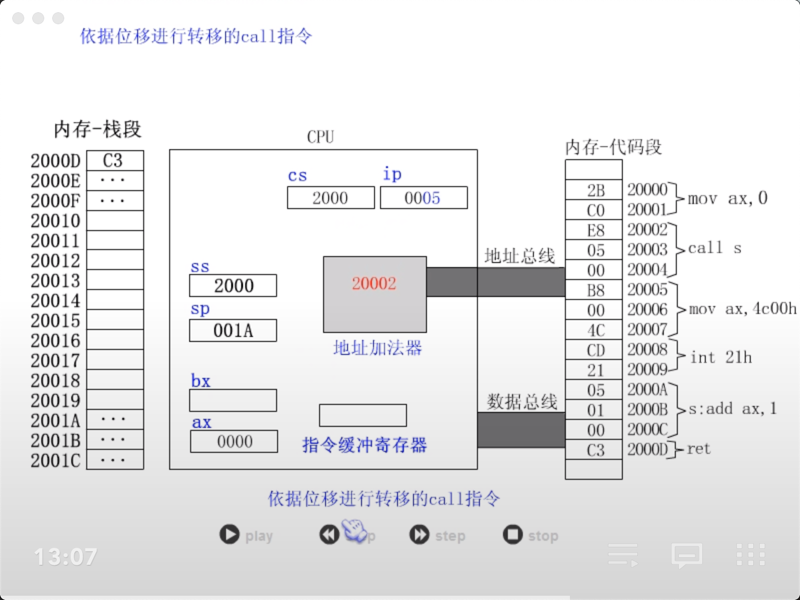 依据位移进行转移的call指令
内存-栈段
CPU
内存-代码段
2000D C3
2000E ···
2000F ···
20010
20011
20012
20013
20014
20015
20016
20017
20018
20019
2001A ···
2001B ···
2001C ···
cs
ip
2000
0005
ss
2000
sp
001A
bx
ax
0000
20002
地址加法器
指令缓冲寄存器
地址总线
数据总线
2B 20000
C0 20001
mov ax,0
E8 20002
05 20003
00 20004
call s
B8 20005
00 20006
4C 20007
mov ax,4c00h
CD 20008
21 20009
int 21h
05 2000A
01 2000B
00 2000C
s:add ax,1
C3 2000D
ret
依据位移进行转移的call指令
play
step
stop
13:07